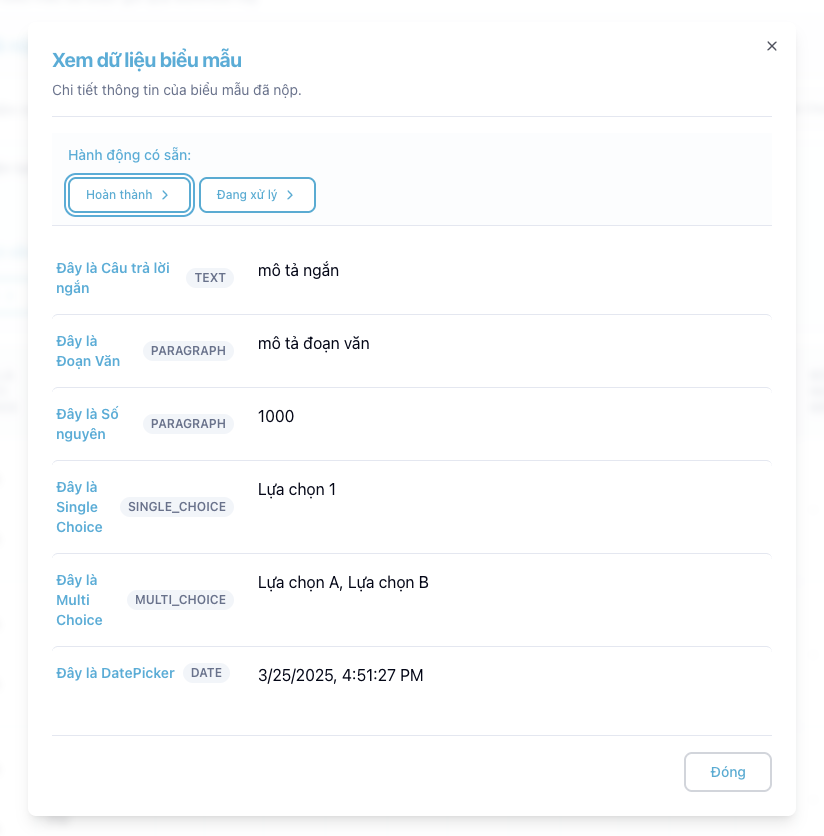 Xem dữ liệu biểu mẫu
Chi tiết thông tin của biểu mẫu đã nộp.
Hành động có sẵn:
Hoàn thành
Đang xử lý
Đây là Câu trả lời
ngắn
TEXT
mô tả ngắn
Đây là
Đoạn Văn
PARAGRAPH
mô tả đoạn văn
Đây là Số
nguyên
PARAGRAPH
1000
Đây là
Single
Choice
SINGLE_CHOICE
Lựa chọn 1
Đây là
Multi
Choice
MULTI_CHOICE
Lựa chọn A, Lựa chọn B
Đây là DatePicker
DATE
3/25/2025, 4:51:27 PM
Đóng